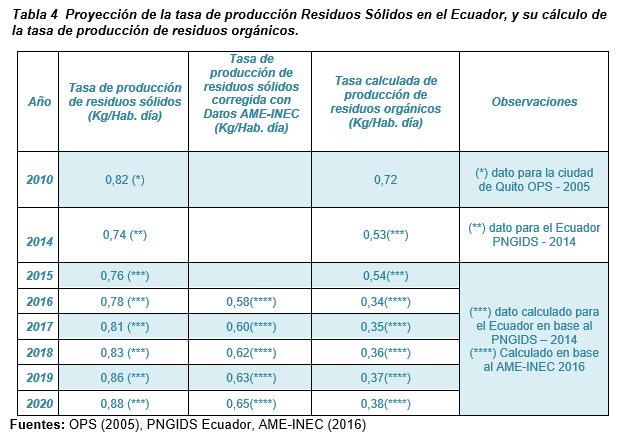 Tabla 4  Proyección de la tasa de producción Residuos Sólidos en el Ecuador, y su cálculo de
la tasa de producción de residuos orgánicos.
Año
Tasa de producción
de residuos sólidos
(Kg/Hab. día)
Tasa de
producción de
residuos sólidos
corregida con
Datos AME-INEC
(Kg/Hab. día)
Tasa calculada de
producción de
residuos orgánicos
(Kg/Hab. día)
Observaciones
2010
0,82 (*)
0,72
(*) dato para la ciudad
de Quito OPS - 2005
2014
0,74 (**)
0,53(***)
(**) dato para el Ecuador
PNGIDS - 2014
2015
0,76 (***)
0,54(***)
2016
0,78 (***)
0,58(****)
0,34(****)
2017
0,81 (***)
0,60(****)
0,35(****)
2018
0,83 (***)
0,62(****)
0,36(****)
2019
0,86 (***)
0,63(****)
0,37(****)
2020
0,88 (***)
0,65(****)
0,38(****)
(***) dato calculado para
el Ecuador en base al
PNGIDS – 2014
(****) Calculado en base
al AME-INEC 2016
Fuentes: OPS (2005), PNGIDS Ecuador, AME-INEC (2016)